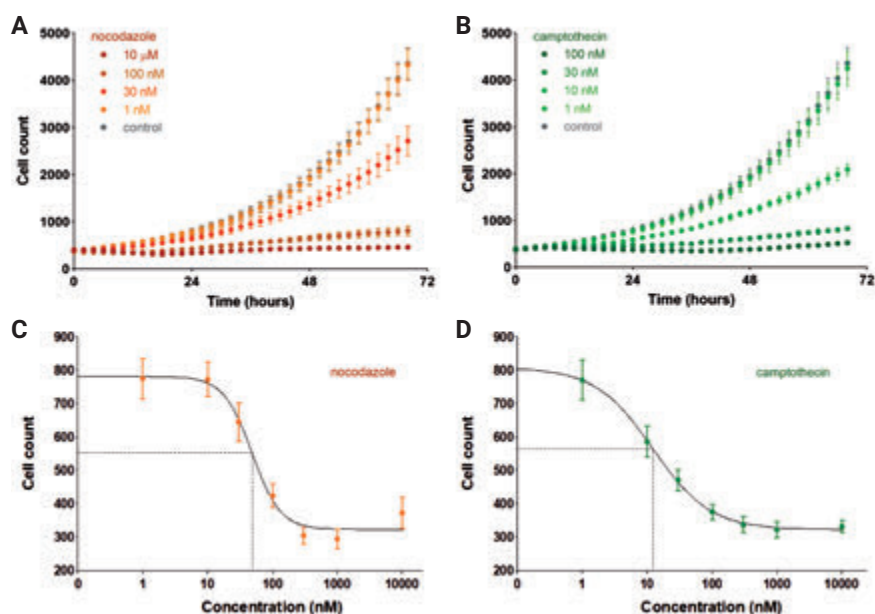 A
nocodazole
10 µM
100 nM
30 nM
1 nM
control
5000
4000
3000
2000
1000
0
Cell count
0 24 48 72
Time (hours)
B
camptothecin
100 nM
30 nM
10 nM
1 nM
control
5000
4000
3000
2000
1000
0
Cell count
0 24 48 72
Time (hours)
C
nocodazole
900
800
700
600
500
400
300
200
Cell count
0 1 10 100 1000 10000
Concentration (nM)
D
camptothecin
900
800
700
600
500
400
300
200
Cell count
0 1 10 100 1000 10000
Concentration (nM)